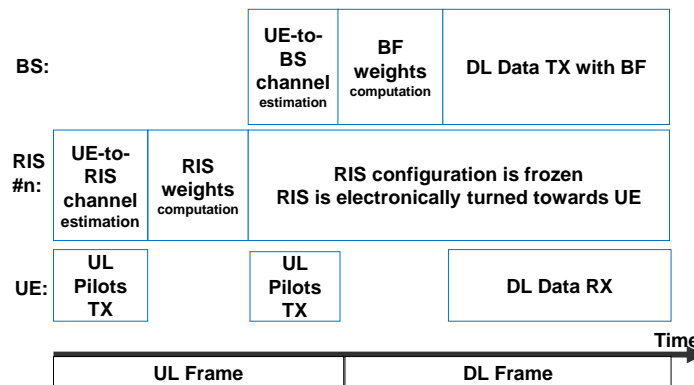 BS:
UE-to-
BS
channel
estimation
BF
weights
computation
DL Data TX with BF
RIS
#n:
UE-to-
RIS
channel
estimation
RIS
weights
computation
RIS configuration is frozen
RIS is electronically turned towards UE
UE:
UL
Pilots
TX
UL
Pilots
TX
DL Data RX
Time
UL Frame
DL Frame